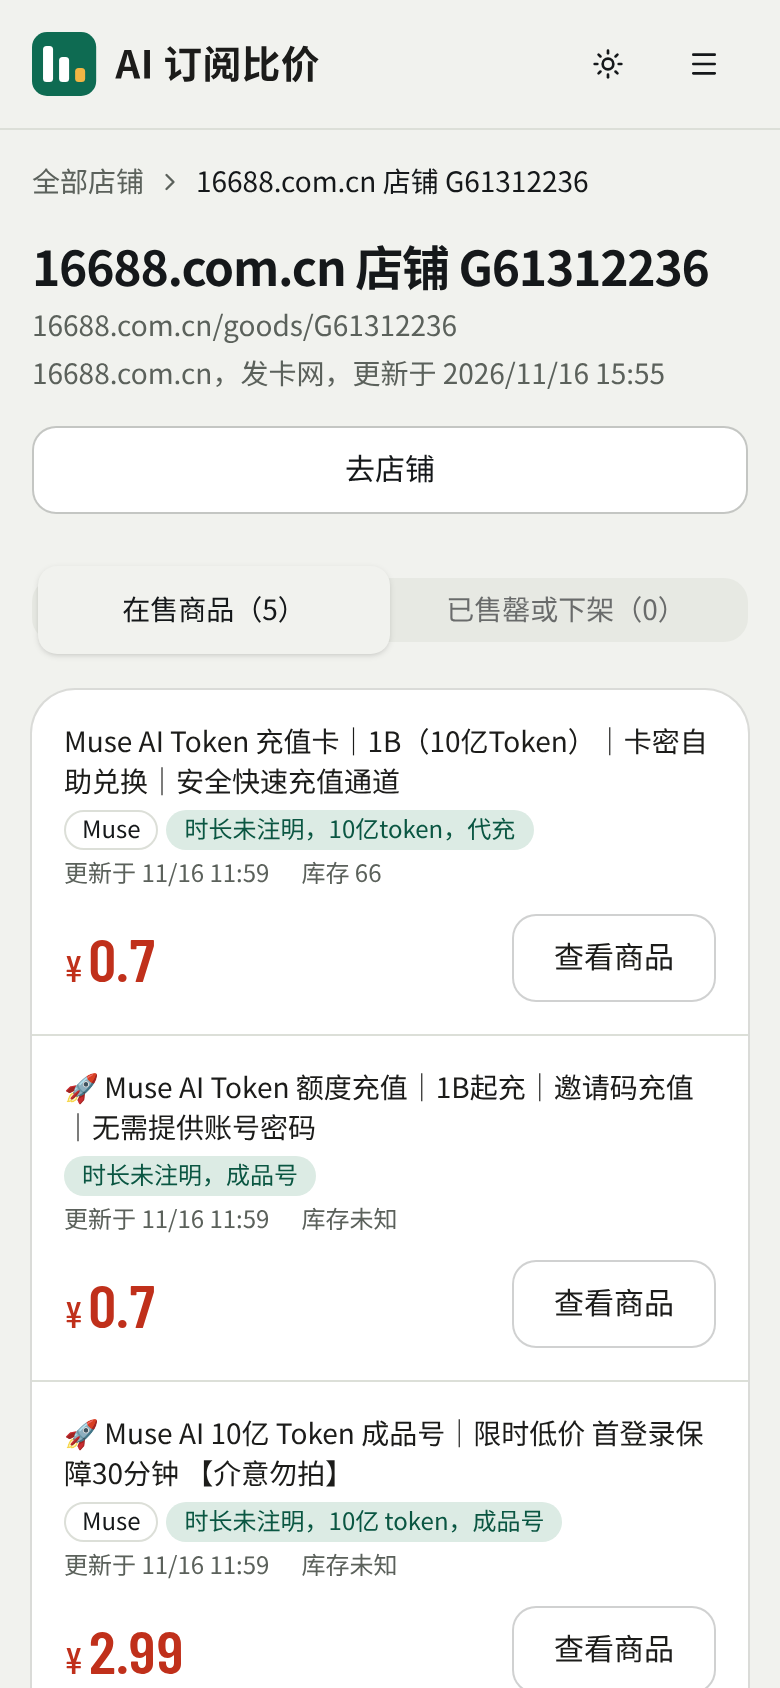 AI 订阅比价
全部店铺 > 16688.com.cn 店铺 G61312236
16688.com.cn 店铺 G61312236
16688.com.cn/goods/G61312236
16688.com.cn，发卡网，更新于 2026/11/16 15:55
去店铺
在售商品（5） 已售罄或下架（0）
Muse AI Token 充值卡｜1B（10亿Token）｜卡密自
助兑换｜安全快速充值通道
Muse 时长未注明，10亿token，代充
更新于 11/16 11:59 库存 66
¥0.7 查看商品
🚀 Muse AI Token 额度充值｜1B起充｜邀请码充值
｜无需提供账号密码
时长未注明，成品号
更新于 11/16 11:59 库存未知
¥0.7 查看商品
🚀 Muse AI 10亿 Token 成品号｜限时低价 首登录保
障30分钟 【介意勿拍】
Muse 时长未注明，10亿 token，成品号
更新于 11/16 11:59 库存未知
¥2.99 查看商品